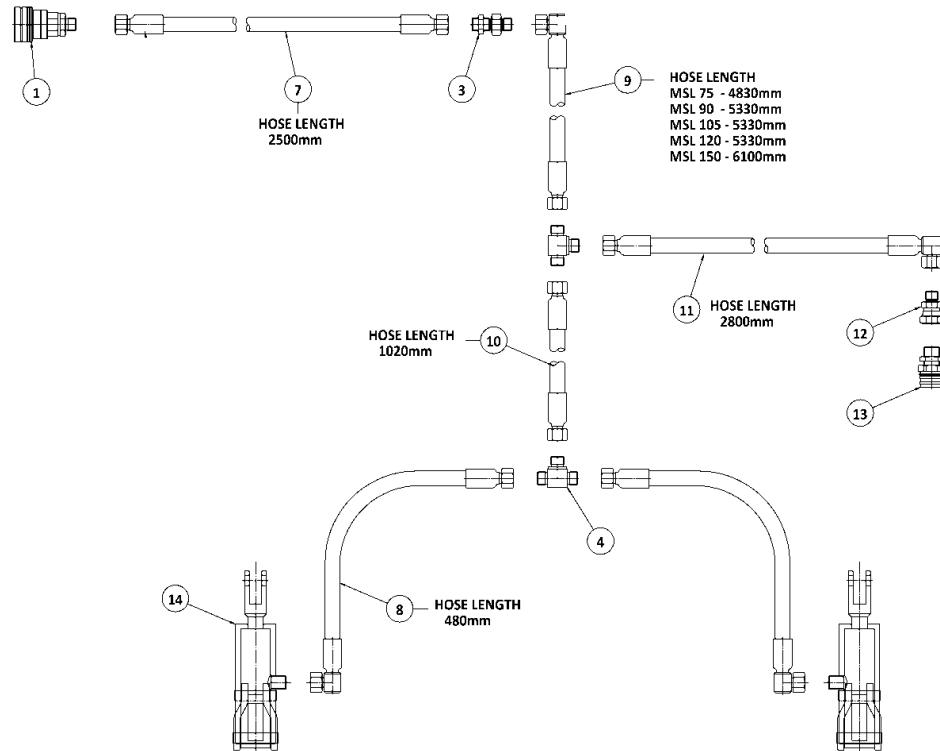 1
7
3
9
HOSE LENGTH
MSL 75 - 4830mm
MSL 90 - 5330mm
MSL 105 - 5330mm
MSL 120 - 5330mm
MSL 150 - 6100mm
HOSE LENGTH
2500mm
11
HOSE LENGTH
2800mm
12
HOSE LENGTH
1020mm
10
13
4
14
8
HOSE LENGTH
480mm